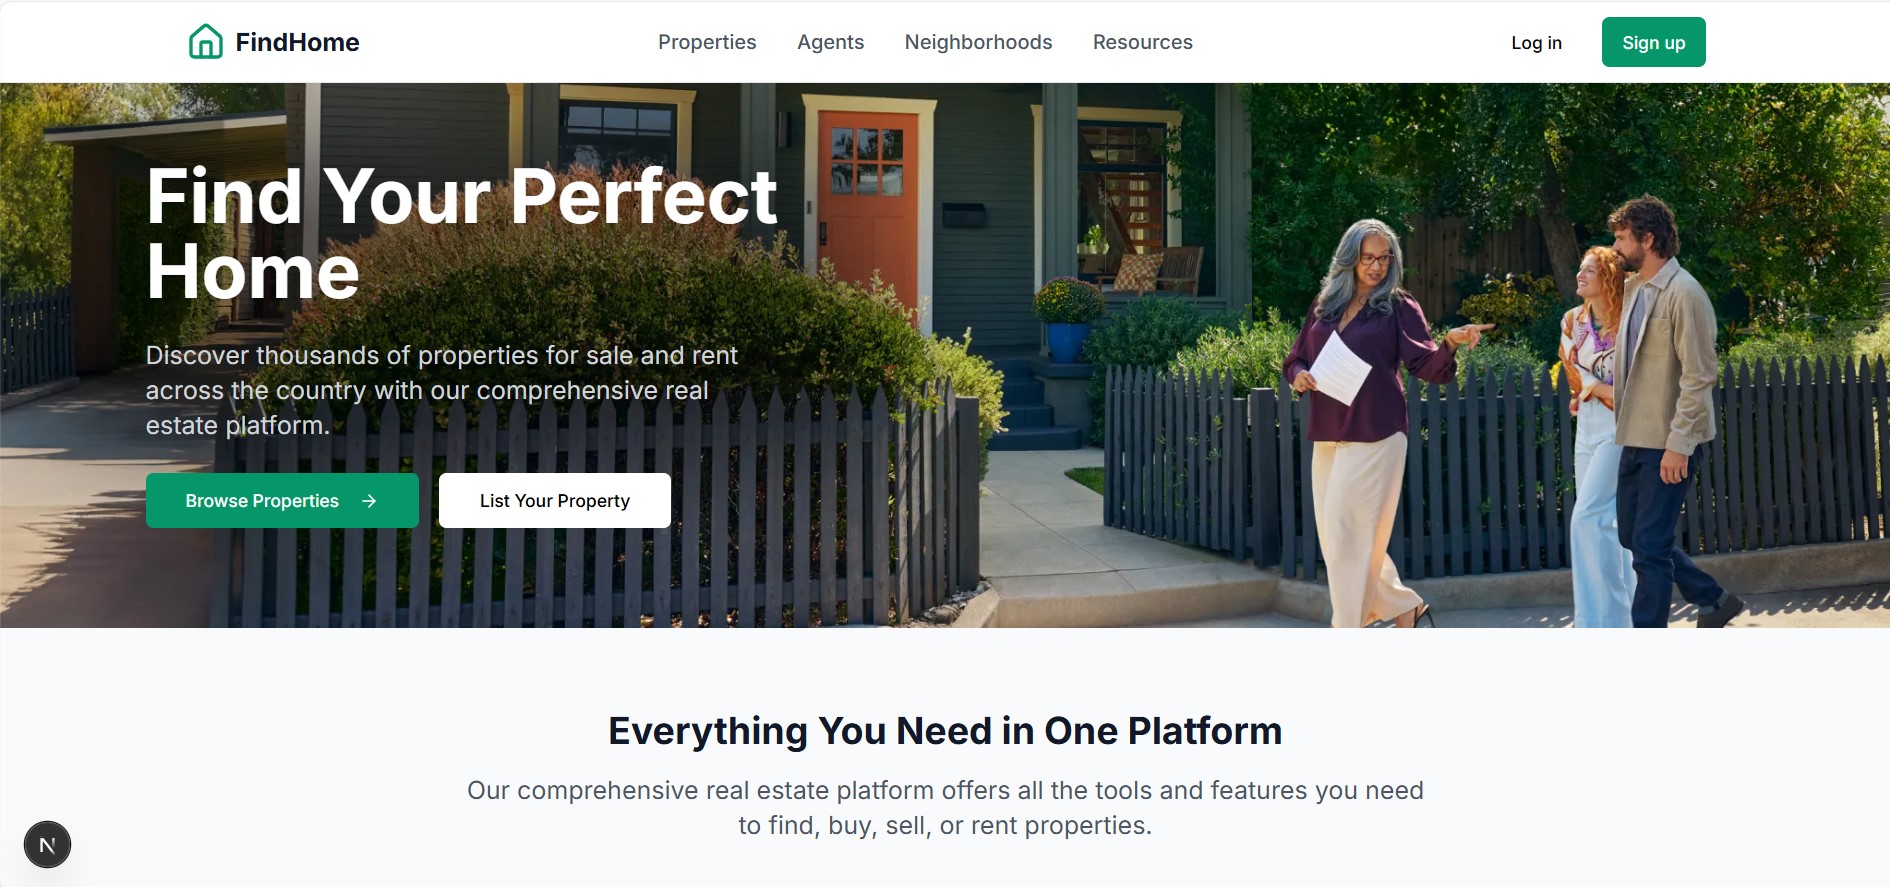 FindHome
Properties
Agents
Neighborhoods
Resources
Log in
Sign up
Find Your Perfect
Home
Discover thousands of properties for sale and rent
across the country with our comprehensive real
estate platform.
Browse Properties →
List Your Property
Everything You Need in One Platform
Our comprehensive real estate platform offers all the tools and features you need
to find, buy, sell, or rent properties.
N